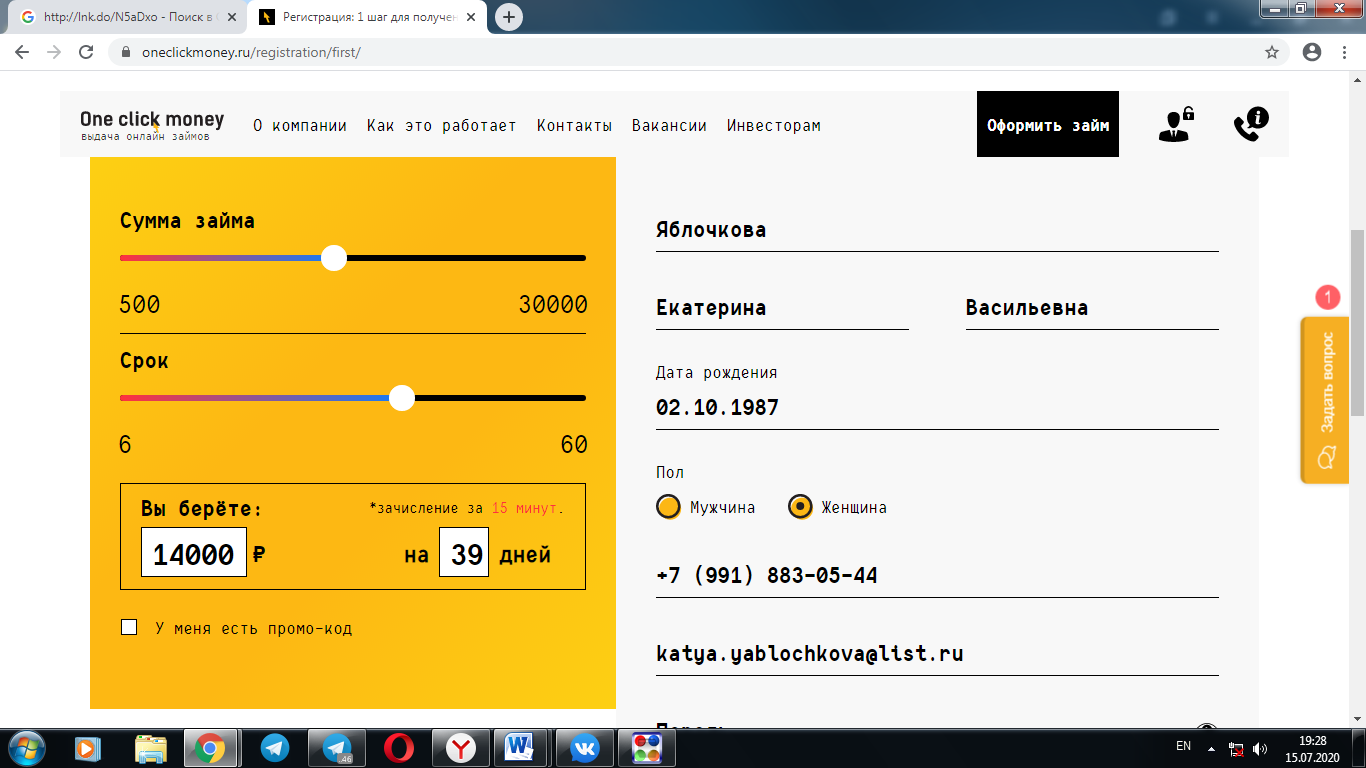 http://lnk.do/N5aDxo - Поиск в
Регистрация: 1 шаг для получен
oneclickmoney.ru/registration/first/
One click money
выдача онлайн займов
О компании
Как это работает
Контакты
Вакансии
Инвесторам
Оформить займ
Сумма займа
500
30000
Срок
6
60
Вы берёте:
*зачисление за 15 минут.
14000 ₽
на 39 дней
У меня есть промо-код
Яблочкова
Екатерина
Васильевна
Дата рождения
02.10.1987
Пол
Мужчина
Женщина
+7 (991) 883-05-44
katya.yablochkova@list.ru
1
Задать вопрос
.46
EN
19:28
15.07.2020